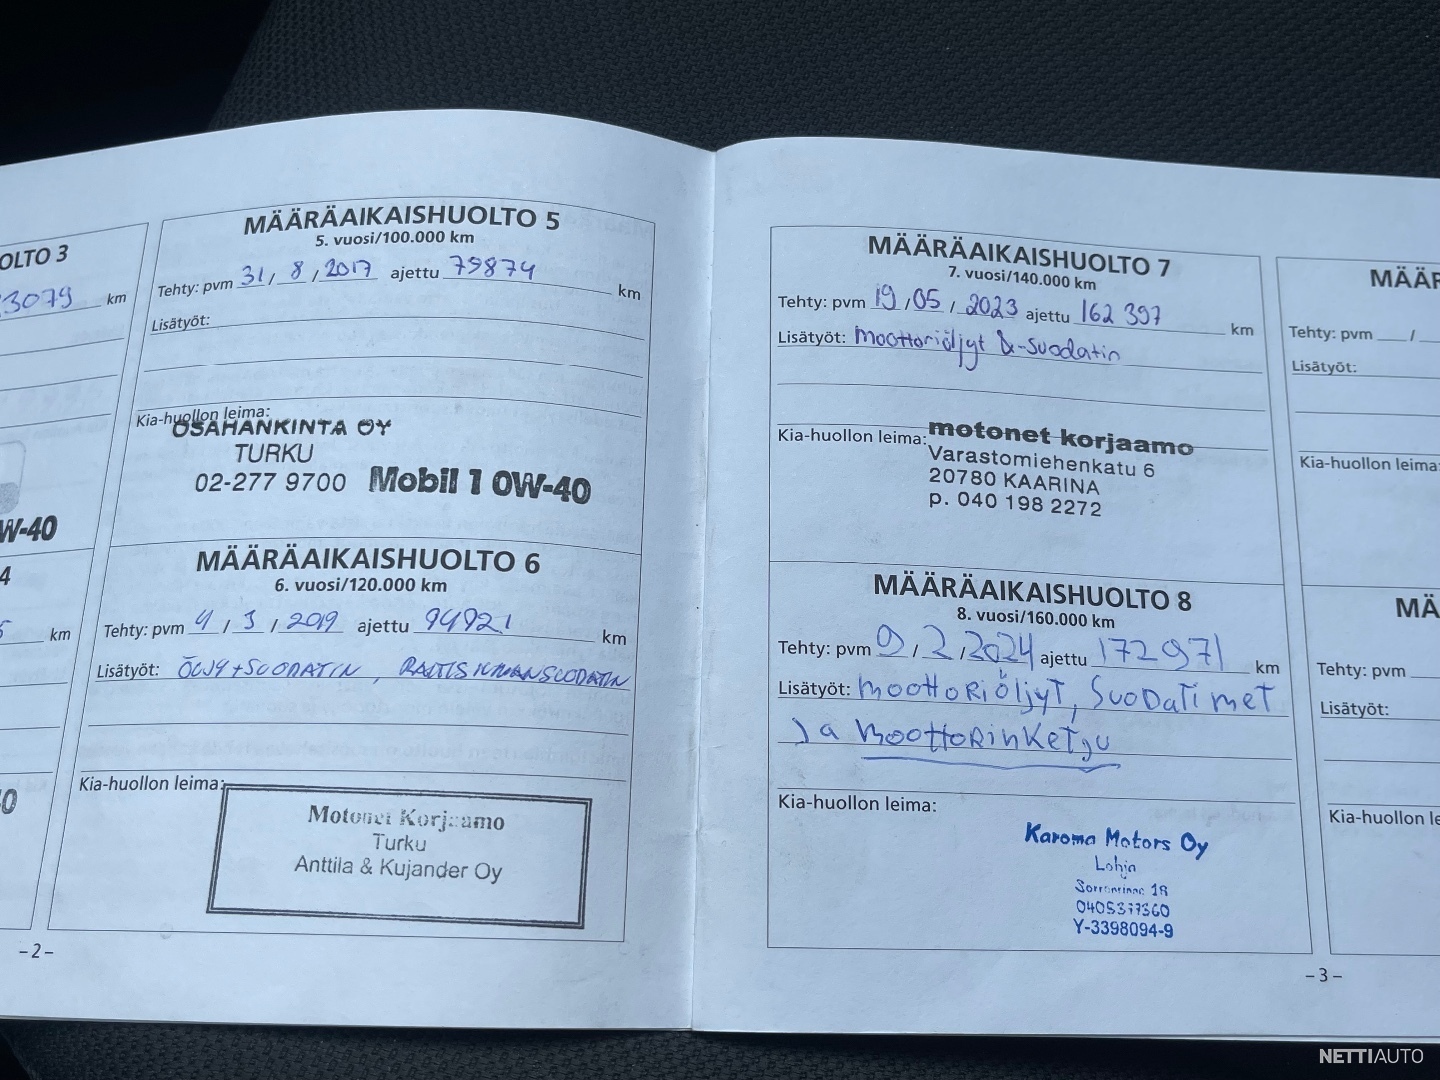 OLTO 3
3079 km
W-40
4
5 km
0
– 2 –
MÄÄRÄAIKAISHUOLTO 5
5. vuosi/100.000 km
Tehty: pvm 31 / 8 / 2017 ajettu 79874 km
Lisätyöt:
Kia-huollon leima:
OSAHANKINTA OY
TURKU
02-277 9700 Mobil 1 0W-40
MÄÄRÄAIKAISHUOLTO 6
6. vuosi/120.000 km
Tehty: pvm 4 / 3 / 2019 ajettu 94921 km
Lisätyöt: ÖLJY+SUODATIN, RAITISILMANSUODATIN
Kia-huollon leima:
Motonet Korjaamo
Turku
Anttila & Kujander Oy
MÄÄRÄAIKAISHUOLTO 7
7. vuosi/140.000 km
Tehty: pvm 19 / 05 / 2023 ajettu 162 397 km
Lisätyöt: moottoriöljyt &-suodatin
Kia-huollon leima:
motonet korjaamo
Varastomiehenkatu 6
20780 KAARINA
p. 040 198 2272
MÄÄRÄAIKAISHUOLTO 8
8. vuosi/160.000 km
Tehty: pvm 9 / 2 / 2024 ajettu 172971 km
Lisätyöt: moottoriöljyt, suodatimet
ja moottorinketju
Kia-huollon leima:
Karoma Motors Oy
Lohja
18
Y-3398094-9
– 3 –
MÄÄR
Tehty: pvm /
Lisätyöt:
Kia-huollon leima:
MÄ
Tehty: pvm
Lisätyöt:
Kia-huollon le
NETTIAUTO